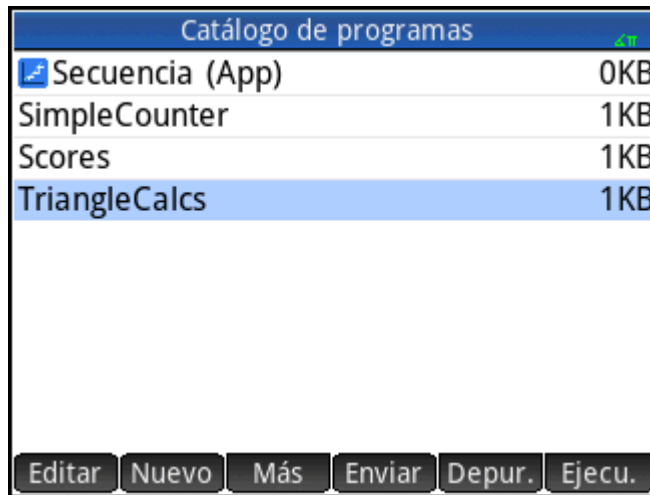 Catálogo de programas ∡π
Secuencia (App) 0KB
SimpleCounter 1KB
Scores 1KB
TriangleCalcs 1KB
Editar Nuevo Más Enviar Depur. Ejecu.